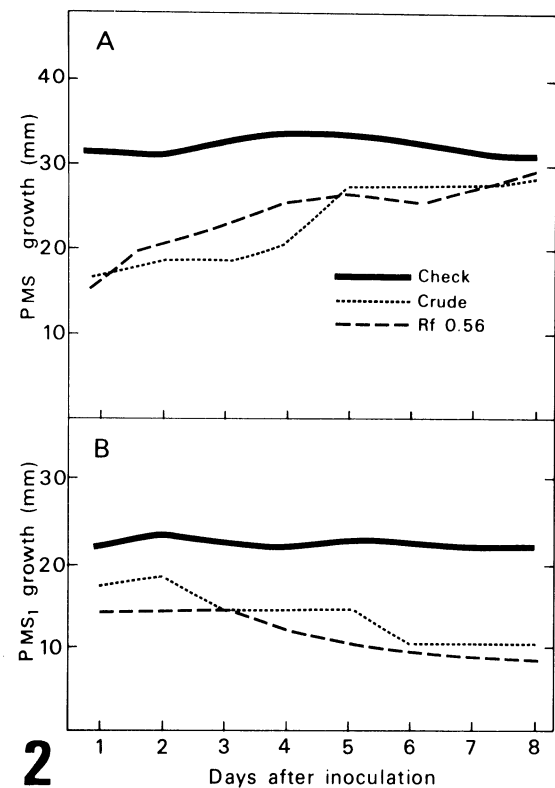 A
40
30
20
10
PMS growth (mm)
Check
Crude
Rf 0.56
B
30
20
10
PMS₁ growth (mm)
1 2 3 4 5 6 7 8
Days after inoculation
2